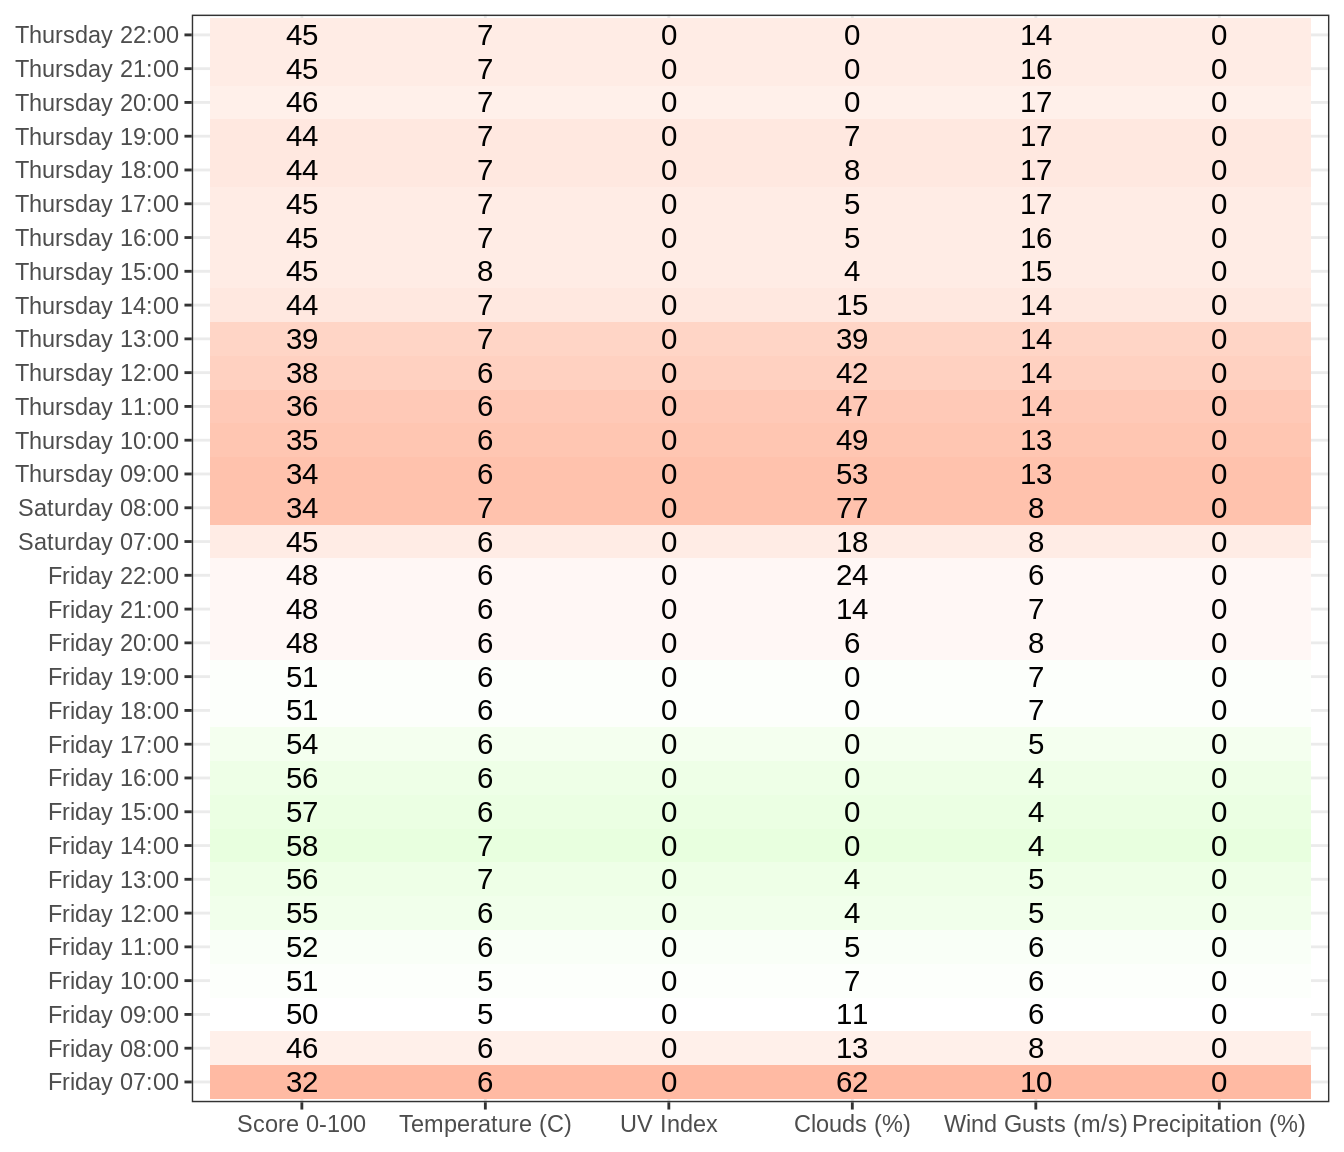 Thursday 22:00 45 7 0 0 14 0
Thursday 21:00 45 7 0 0 16 0
Thursday 20:00 46 7 0 0 17 0
Thursday 19:00 44 7 0 7 17 0
Thursday 18:00 44 7 0 8 17 0
Thursday 17:00 45 7 0 5 17 0
Thursday 16:00 45 7 0 5 16 0
Thursday 15:00 45 8 0 4 15 0
Thursday 14:00 44 7 0 15 14 0
Thursday 13:00 39 7 0 39 14 0
Thursday 12:00 38 6 0 42 14 0
Thursday 11:00 36 6 0 47 14 0
Thursday 10:00 35 6 0 49 13 0
Thursday 09:00 34 6 0 53 13 0
Saturday 08:00 34 7 0 77 8 0
Saturday 07:00 45 6 0 18 8 0
Friday 22:00 48 6 0 24 6 0
Friday 21:00 48 6 0 14 7 0
Friday 20:00 48 6 0 6 8 0
Friday 19:00 51 6 0 0 7 0
Friday 18:00 51 6 0 0 7 0
Friday 17:00 54 6 0 0 5 0
Friday 16:00 56 6 0 0 4 0
Friday 15:00 57 6 0 0 4 0
Friday 14:00 58 7 0 0 4 0
Friday 13:00 56 7 0 4 5 0
Friday 12:00 55 6 0 4 5 0
Friday 11:00 52 6 0 5 6 0
Friday 10:00 51 5 0 7 6 0
Friday 09:00 50 5 0 11 6 0
Friday 08:00 46 6 0 13 8 0
Friday 07:00 32 6 0 62 10 0
Score 0-100 Temperature (C) UV Index Clouds (%) Wind Gusts (m/s) Precipitation (%)